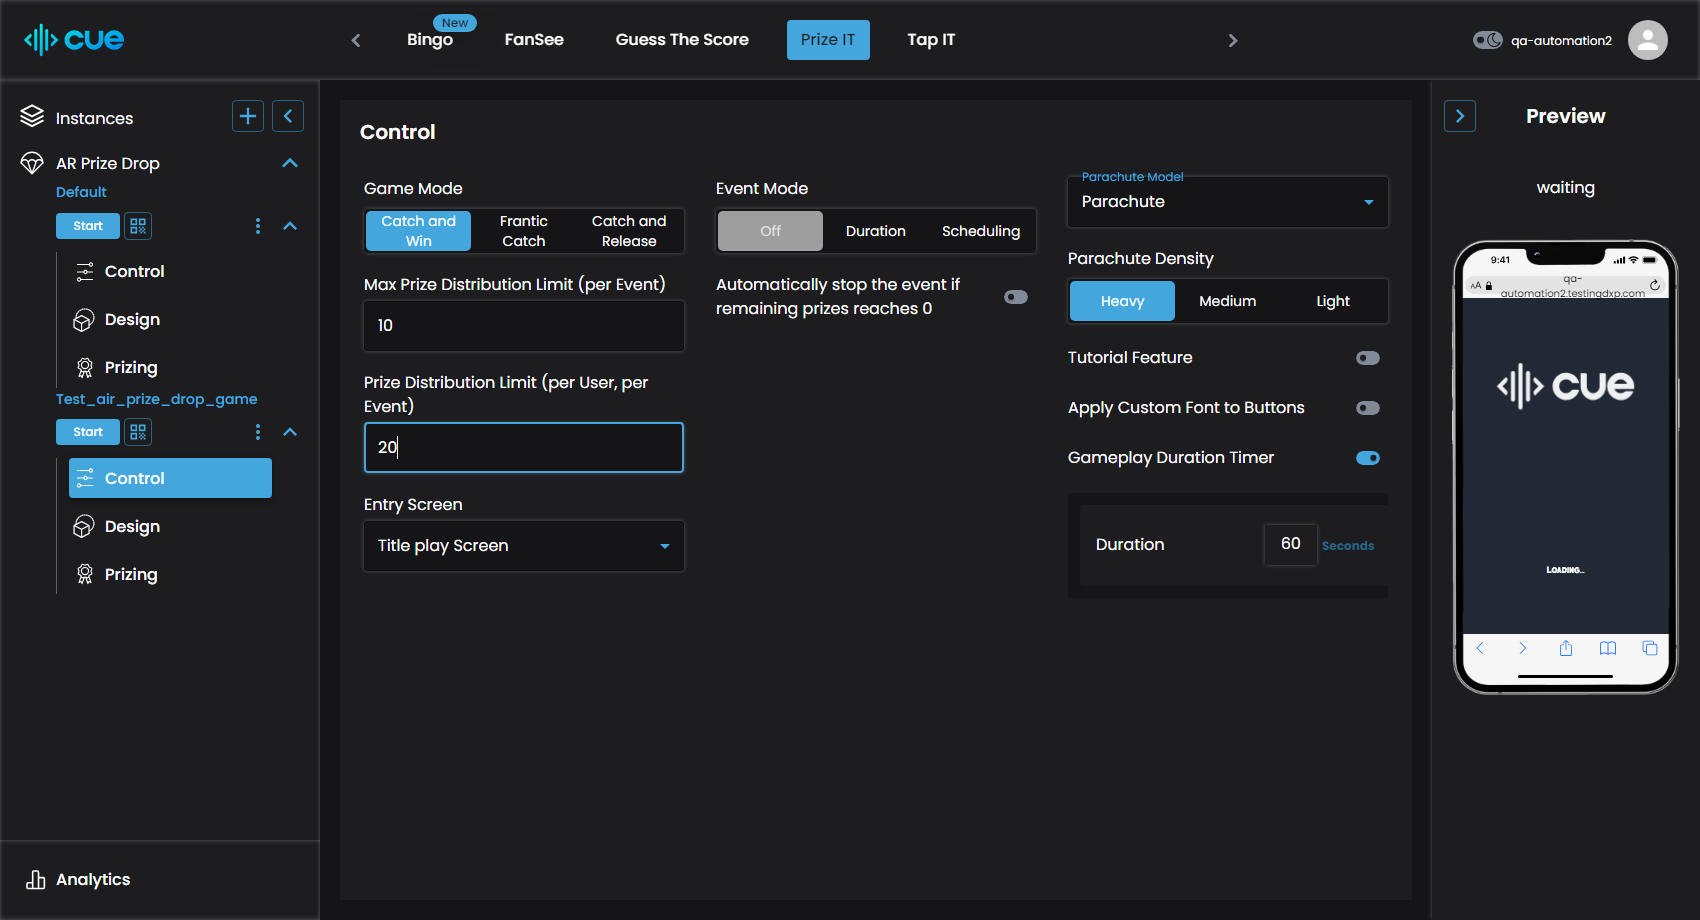 cue
New
Bingo
FanSee
Guess The Score
Prize IT
Tap IT
qa-automation2
Instances
AR Prize Drop
Default
Start
Control
Design
Prizing
Test_air_prize_drop_game
Start
Control
Design
Prizing
Analytics
Control
Game Mode
Catch and
Win
Frantic
Catch
Catch and
Release
Max Prize Distribution Limit (per Event)
10
Prize Distribution Limit (per User, per
Event)
20
Entry Screen
Title play Screen
Event Mode
Off
Duration
Scheduling
Automatically stop the event if
remaining prizes reaches 0
Parachute Model
Parachute
Parachute Density
Heavy
Medium
Light
Tutorial Feature
Apply Custom Font to Buttons
Gameplay Duration Timer
Duration
60
Seconds
Preview
waiting
9:41
AA
qa-
automation2.testingdxp.com
cue
LOADING...